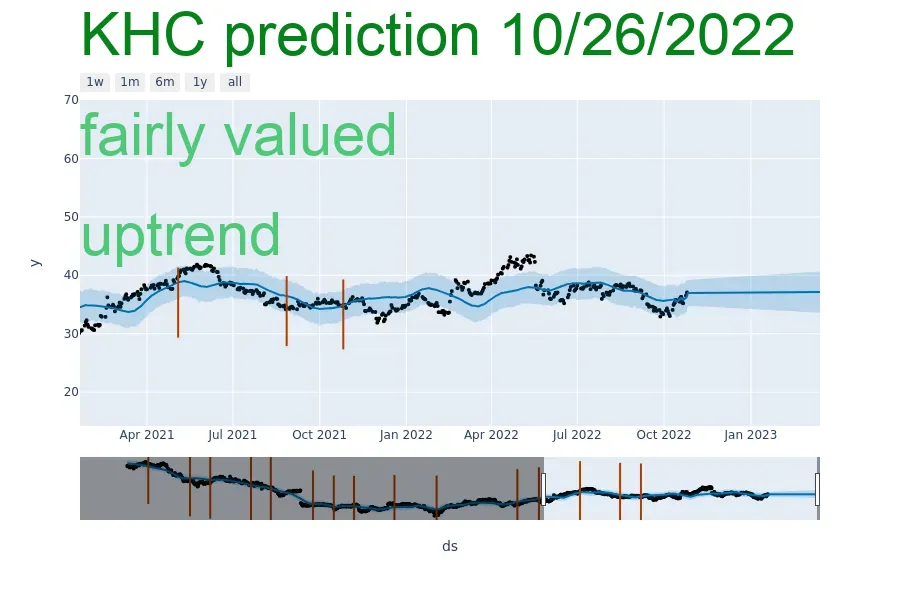 KHC prediction 10/26/2022
1w 1m 6m 1y all
70
fairly valued
60
50
uptrend
y
40
30
20
Apr 2021 Jul 2021 Oct 2021 Jan 2022 Apr 2022 Jul 2022 Oct 2022 Jan 2023
ds